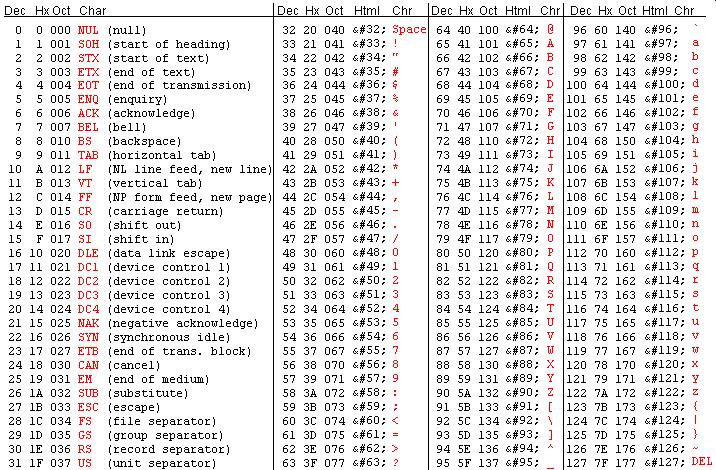 Dec Hx Oct Char Dec Hx Oct Html Chr Dec Hx Oct Html Chr Dec Hx Oct Html Chr
0 0 000 NUL (null) 32 20 040 &#32; Space 64 40 100 &#64; @ 96 60 140 &#96; `
1 1 001 SOH (start of heading) 33 21 041 &#33; ! 65 41 101 &#65; A 97 61 141 &#97; a
2 2 002 STX (start of text) 34 22 042 &#34; " 66 42 102 &#66; B 98 62 142 &#98; b
3 3 003 ETX (end of text) 35 23 043 &#35; # 67 43 103 &#67; C 99 63 143 &#99; c
4 4 004 EOT (end of transmission) 36 24 044 &#36; $ 68 44 104 &#68; D 100 64 144 &#100; d
5 5 005 ENQ (enquiry) 37 25 045 &#37; % 69 45 105 &#69; E 101 65 145 &#101; e
6 6 006 ACK (acknowledge) 38 26 046 &#38; & 70 46 106 &#70; F 102 66 146 &#102; f
7 7 007 BEL (bell) 39 27 047 &#39; ' 71 47 107 &#71; G 103 67 147 &#103; g
8 8 010 BS (backspace) 40 28 050 &#40; ( 72 48 110 &#72; H 104 68 150 &#104; h
9 9 011 TAB (horizontal tab) 41 29 051 &#41; ) 73 49 111 &#73; I 105 69 151 &#105; i
10 A 012 LF (NL line feed, new line) 42 2A 052 &#42; * 74 4A 112 &#74; J 106 6A 152 &#106; j
11 B 013 VT (vertical tab) 43 2B 053 &#43; + 75 4B 113 &#75; K 107 6B 153 &#107; k
12 C 014 FF (NP form feed, new page) 44 2C 054 &#44; , 76 4C 114 &#76; L 108 6C 154 &#108; l
13 D 015 CR (carriage return) 45 2D 055 &#45; - 77 4D 115 &#77; M 109 6D 155 &#109; m
14 E 016 SO (shift out) 46 2E 056 &#46; . 78 4E 116 &#78; N 110 6E 156 &#110; n
15 F 017 SI (shift in) 47 2F 057 &#47; / 79 4F 117 &#79; O 111 6F 157 &#111; o
16 10 020 DLE (data link escape) 48 30 060 &#48; 0 80 50 120 &#80; P 112 70 160 &#112; p
17 11 021 DC1 (device control 1) 49 31 061 &#49; 1 81 51 121 &#81; Q 113 71 161 &#113; q
18 12 022 DC2 (device control 2) 50 32 062 &#50; 2 82 52 122 &#82; R 114 72 162 &#114; r
19 13 023 DC3 (device control 3) 51 33 063 &#51; 3 83 53 123 &#83; S 115 73 163 &#115; s
20 14 024 DC4 (device control 4) 52 34 064 &#52; 4 84 54 124 &#84; T 116 74 164 &#116; t
21 15 025 NAK (negative acknowledge) 53 35 065 &#53; 5 85 55 125 &#85; U 117 75 165 &#117; u
22 16 026 SYN (synchronous idle) 54 36 066 &#54; 6 86 56 126 &#86; V 118 76 166 &#118; v
23 17 027 ETB (end of trans. block) 55 37 067 &#55; 7 87 57 127 &#87; W 119 77 167 &#119; w
24 18 030 CAN (cancel) 56 38 070 &#56; 8 88 58 130 &#88; X 120 78 170 &#120; x
25 19 031 EM (end of medium) 57 39 071 &#57; 9 89 59 131 &#89; Y 121 79 171 &#121; y
26 1A 032 SUB (substitute) 58 3A 072 &#58; : 90 5A 132 &#90; Z 122 7A 172 &#122; z
27 1B 033 ESC (escape) 59 3B 073 &#59; ; 91 5B 133 &#91; [ 123 7B 173 &#123; {
28 1C 034 FS (file separator) 60 3C 074 &#60; < 92 5C 134 &#92; \ 124 7C 174 &#124; |
29 1D 035 GS (group separator) 61 3D 075 &#61; = 93 5D 135 &#93; ] 125 7D 175 &#125; }
30 1E 036 RS (record separator) 62 3E 076 &#62; > 94 5E 136 &#94; ^ 126 7E 176 &#126; ~
31 1F 037 US (unit separator) 63 3F 077 &#63; ? 95 5F 137 &#95; _ 127 7F 177 &#127; DEL